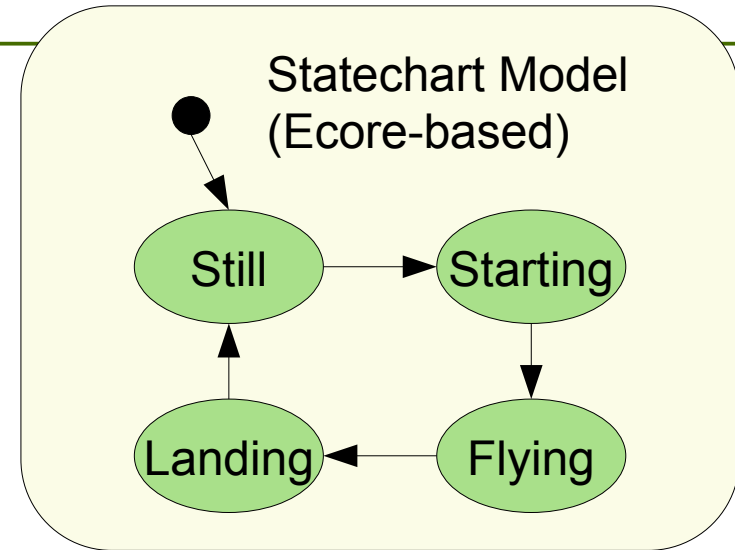 Statechart Model
(Ecore-based)
Still
Starting
Landing
Flying